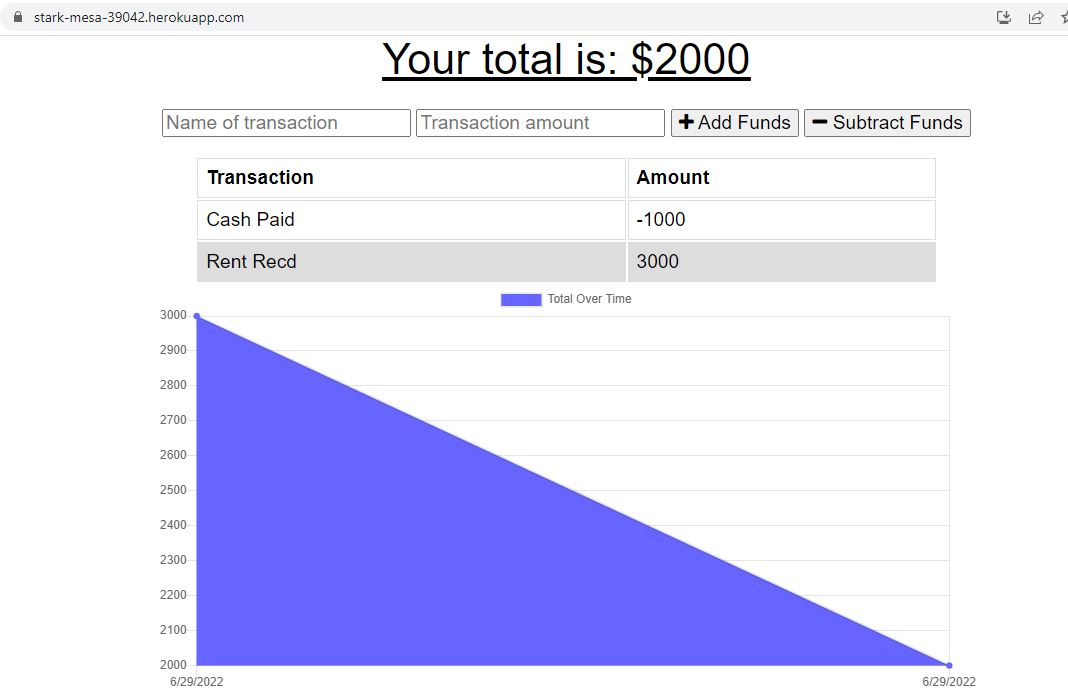 stark-mesa-39042.herokuapp.com
Your total is: $2000
Name of transaction Transaction amount Add Funds Subtract Funds
Transaction Amount
Cash Paid -1000
Rent Recd 3000
Total Over Time
3000
2900
2800
2700
2600
2500
2400
2300
2200
2100
2000
6/29/2022 6/29/2022